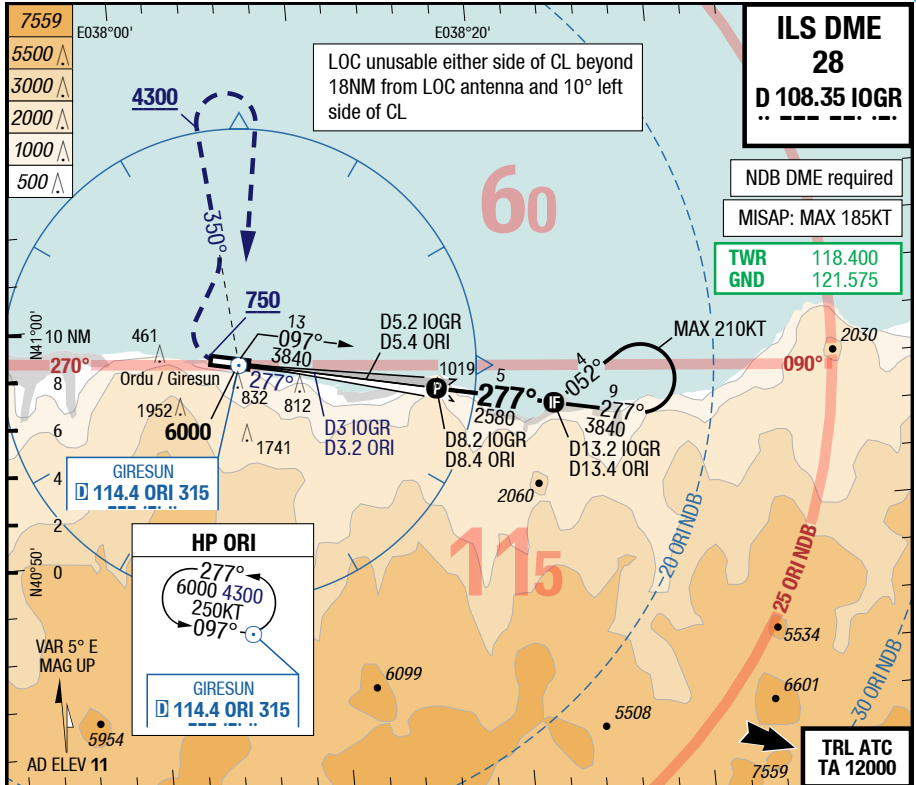 7559
5500
3000
2000
1000
500
E038°00'
E038°20'
LOC unusable either side of CL beyond
18NM from LOC antenna and 10° left
side of CL
ILS DME
28
D 108.35 IOGR
NDB DME required
MISAP: MAX 185KT
TWR 118.400
GND 121.575
4300
350°
60
750
13
097°
3840
D5.2 IOGR
D5.4 ORI
MAX 210KT
2030
N41°00'
10 NM
461
270°
090°
1019
5
277°
2580
4
052°
9
277°
3840
IF
P
Ordu / Giresun
277°
832
812
8
1952
6000
1741
D3 IOGR
D3.2 ORI
D8.2 IOGR
D8.4 ORI
D13.2 IOGR
D13.4 ORI
6
GIRESUN
D 114.4 ORI 315
4
2060
2
115
20 ORI NDB
25 ORI NDB
30 ORI NDB
0
N40°50'
HP ORI
277°
6000 4300
250KT
097°
GIRESUN
D 114.4 ORI 315
VAR 5° E
MAG UP
5954
AD ELEV 11
6099
5508
5534
6601
7559
TRL ATC
TA 12000